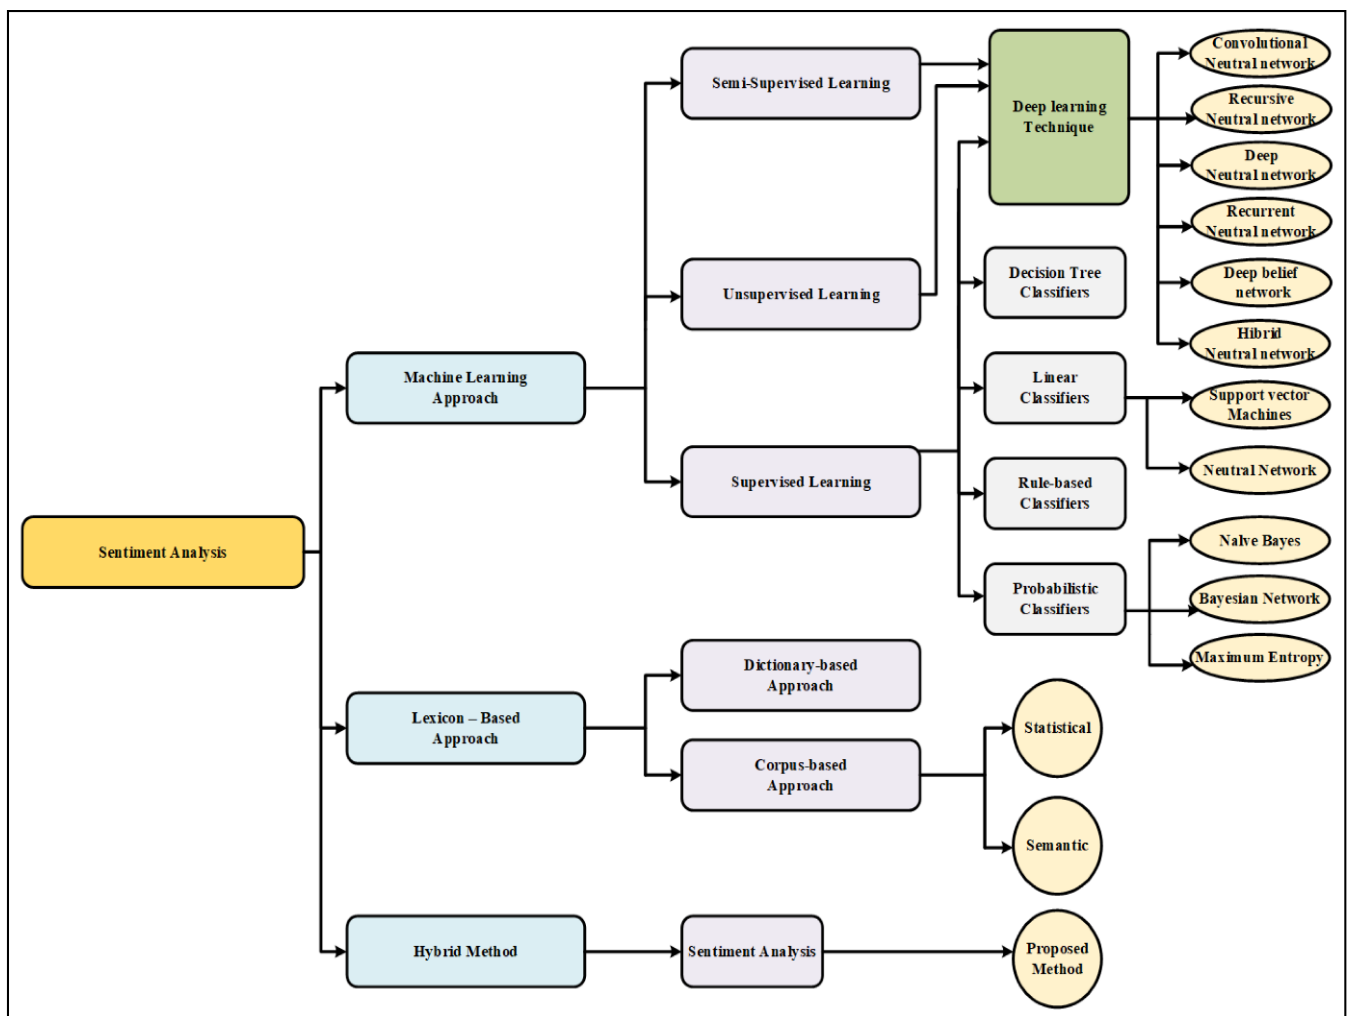 Sentiment Analysis
Machine Learning
Approach
Lexicon – Based
Approach
Hybrid Method
Semi-Supervised Learning
Unsupervised Learning
Supervised Learning
Dictionary-based
Approach
Corpus-based
Approach
Sentiment Analysis
Deep learning
Technique
Decision Tree
Classifiers
Linear
Classifiers
Rule-based
Classifiers
Probabilistic
Classifiers
Statistical
Semantic
Proposed
Method
Convolutional
Neutral network
Recursive
Neutral network
Deep
Neutral network
Recurrent
Neutral network
Deep belief
network
Hibrid
Neutral network
Support vector
Machines
Neutral Network
Nalve Bayes
Bayesian Network
Maximum Entropy